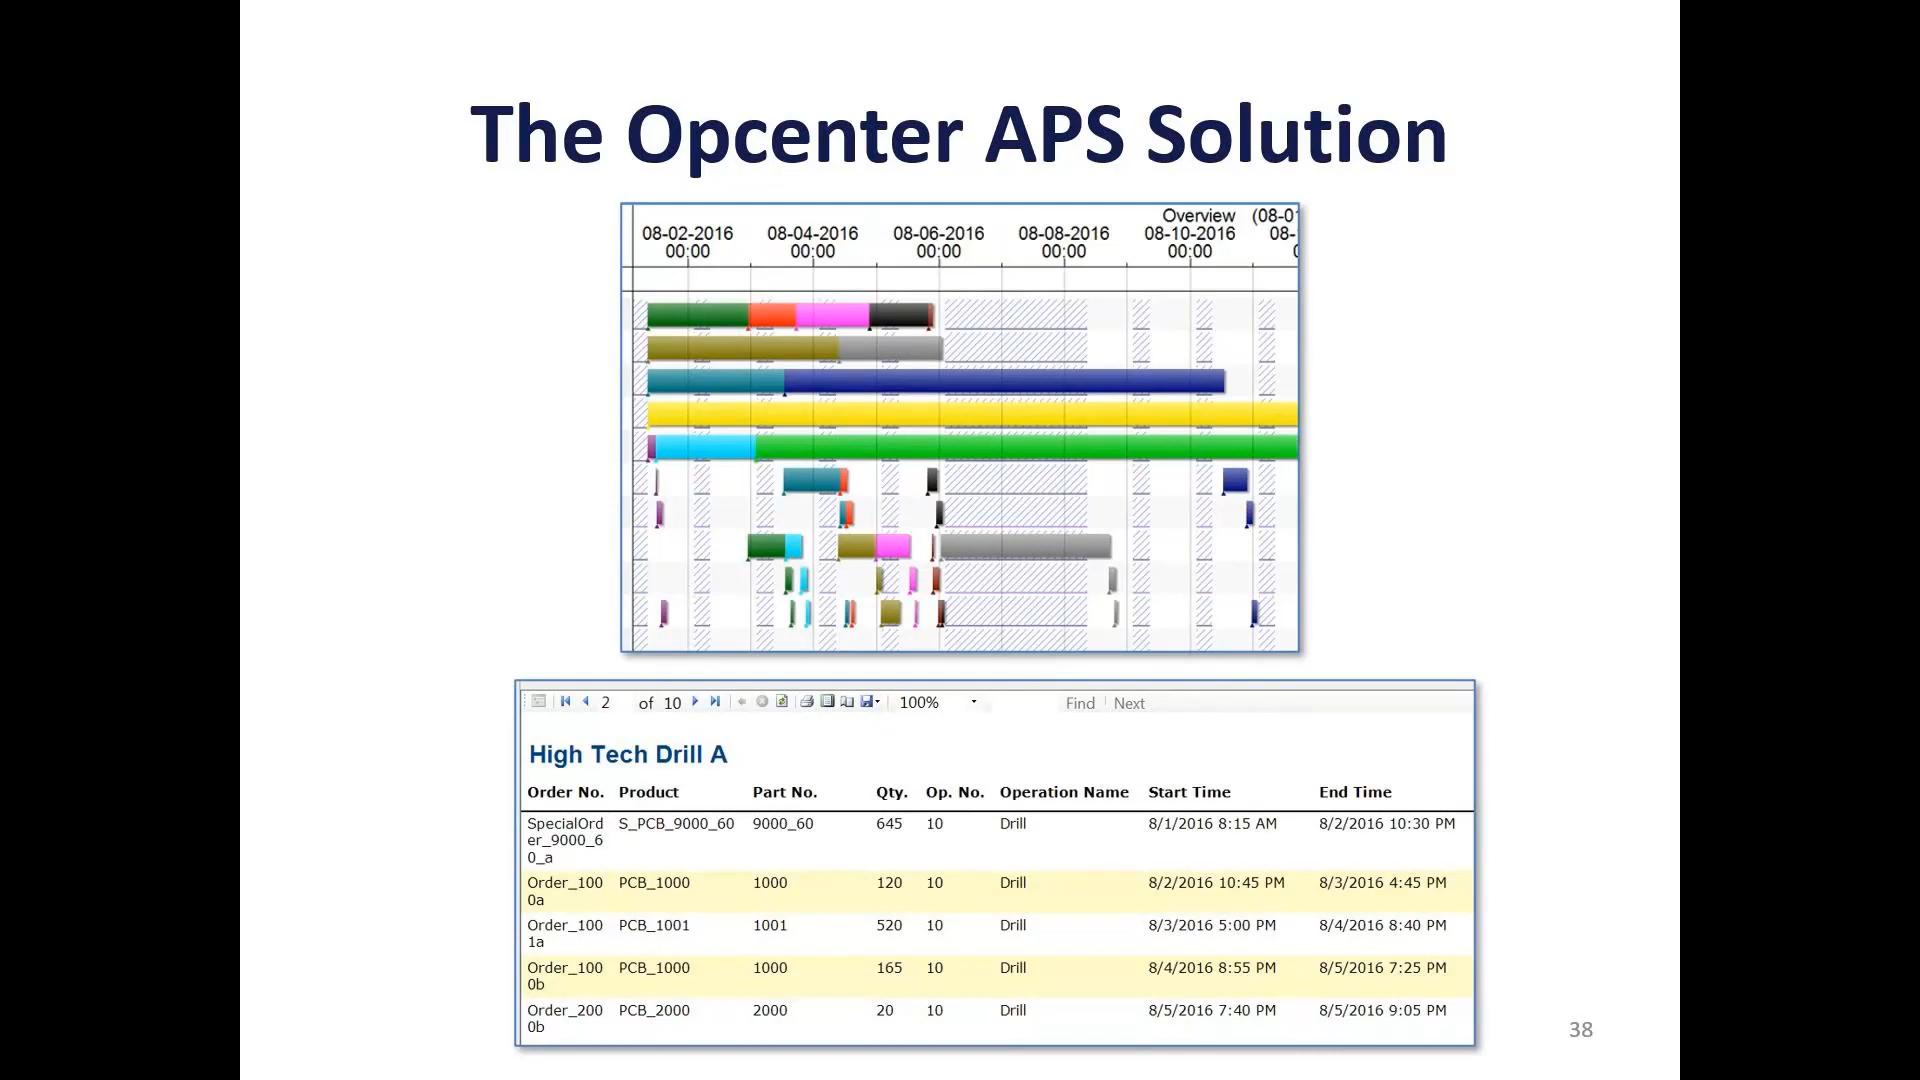 The Opcenter APS Solution
Overview (08-01
08-02-2016 08-04-2016 08-06-2016 08-08-2016 08-10-2016 08-
00:00 00:00 00:00 00:00 00:00
2 of 10 100% Find Next
High Tech Drill A
Order No. Product Part No. Qty. Op. No. Operation Name Start Time End Time
SpecialOrd S_PCB_9000_60 9000_60 645 10 Drill 8/1/2016 8:15 AM 8/2/2016 10:30 PM
er_9000_6
0_a
Order_100 PCB_1000 1000 120 10 Drill 8/2/2016 10:45 PM 8/3/2016 4:45 PM
0a
Order_100 PCB_1001 1001 520 10 Drill 8/3/2016 5:00 PM 8/4/2016 8:40 PM
1a
Order_100 PCB_1000 1000 165 10 Drill 8/4/2016 8:55 PM 8/5/2016 7:25 PM
0b
Order_200 PCB_2000 2000 20 10 Drill 8/5/2016 7:40 PM 8/5/2016 9:05 PM
0b
38